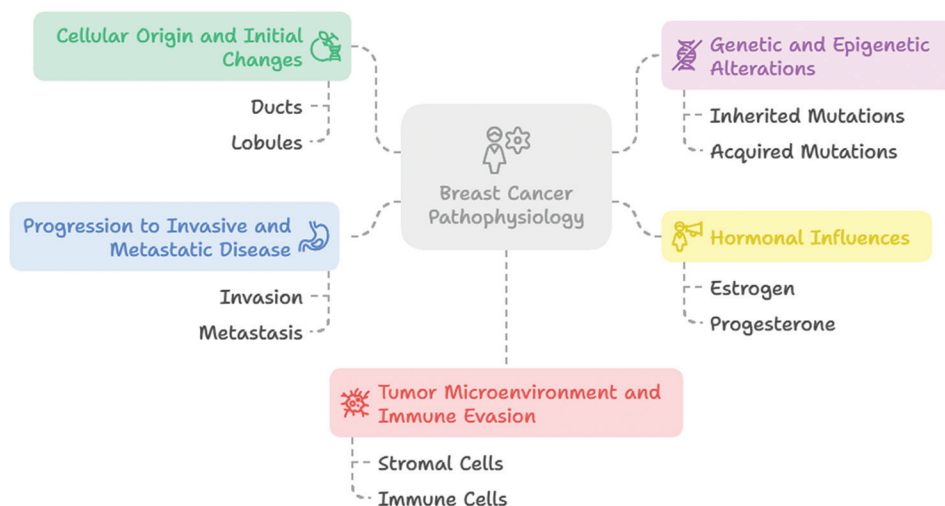 Cellular Origin and Initial
Changes
Ducts
Lobules
Genetic and Epigenetic
Alterations
Inherited Mutations
Acquired Mutations
Breast Cancer
Pathophysiology
Progression to Invasive and
Metastatic Disease
Invasion
Metastasis
Hormonal Influences
Estrogen
Progesterone
Tumor Microenvironment and
Immune Evasion
Stromal Cells
Immune Cells